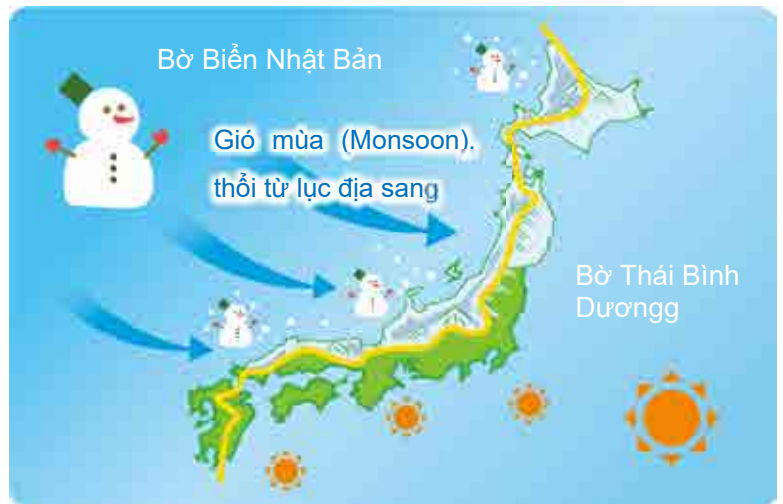 Bờ Biển Nhật Bản
Gió mùa (Monsoon).
thổi từ lục địa sang
Bờ Thái Bình
Dươngg